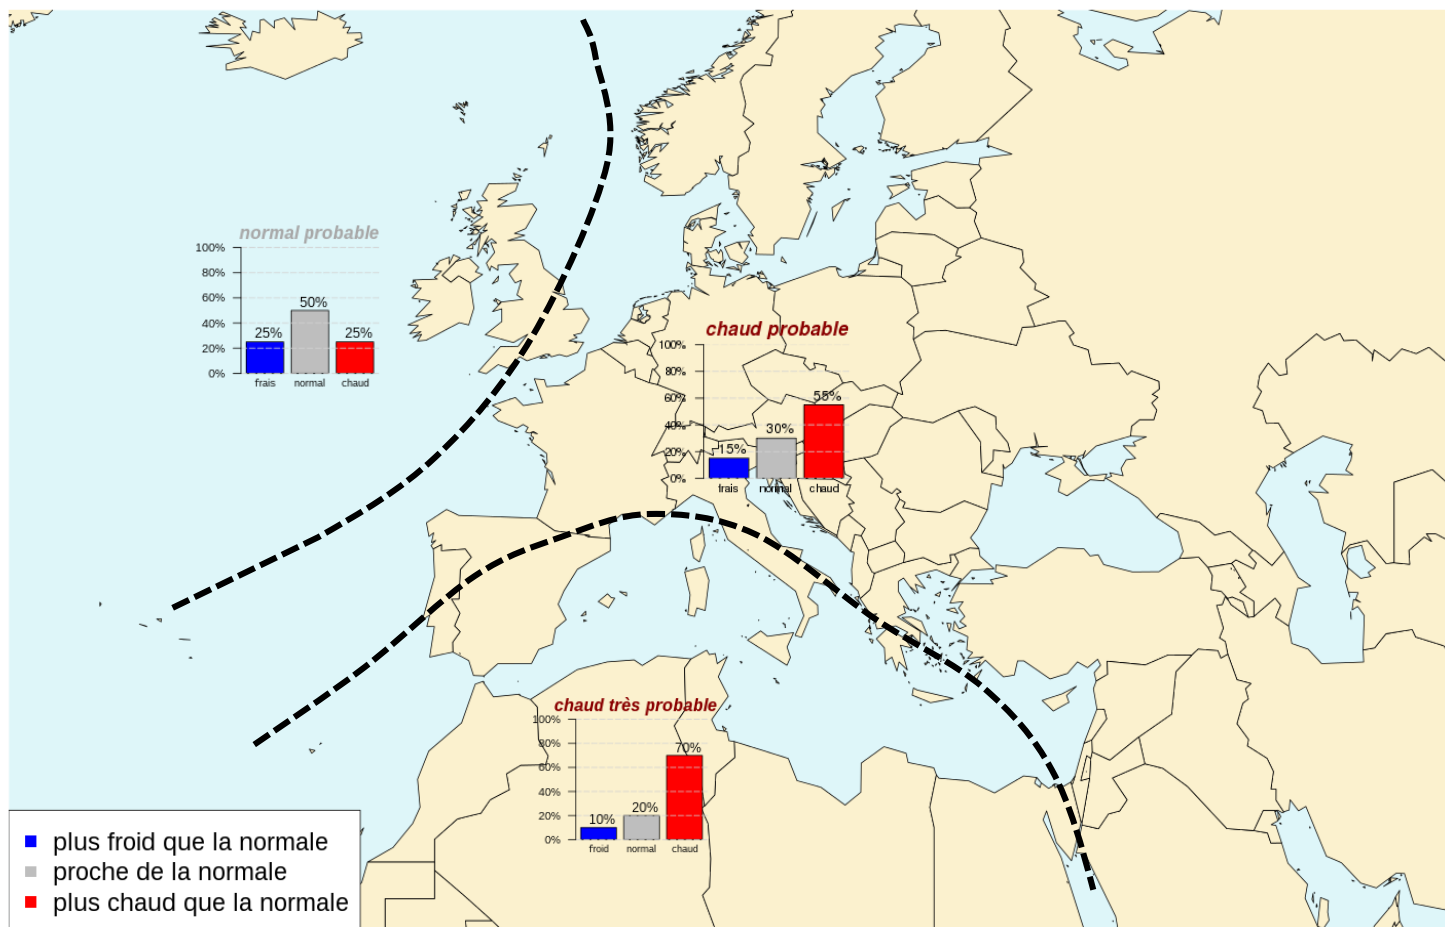 normal probable
100%
80%
60%
40%
20%
0%
25%
50%
25%
frais
normal
chaud
chaud probable
100%
80%
60%
40%
20%
0%
15%
30%
55%
frais
normal
chaud
chaud très probable
100%
80%
60%
40%
20%
0%
10%
20%
70%
froid
normal
chaud
plus froid que la normale
proche de la normale
plus chaud que la normale